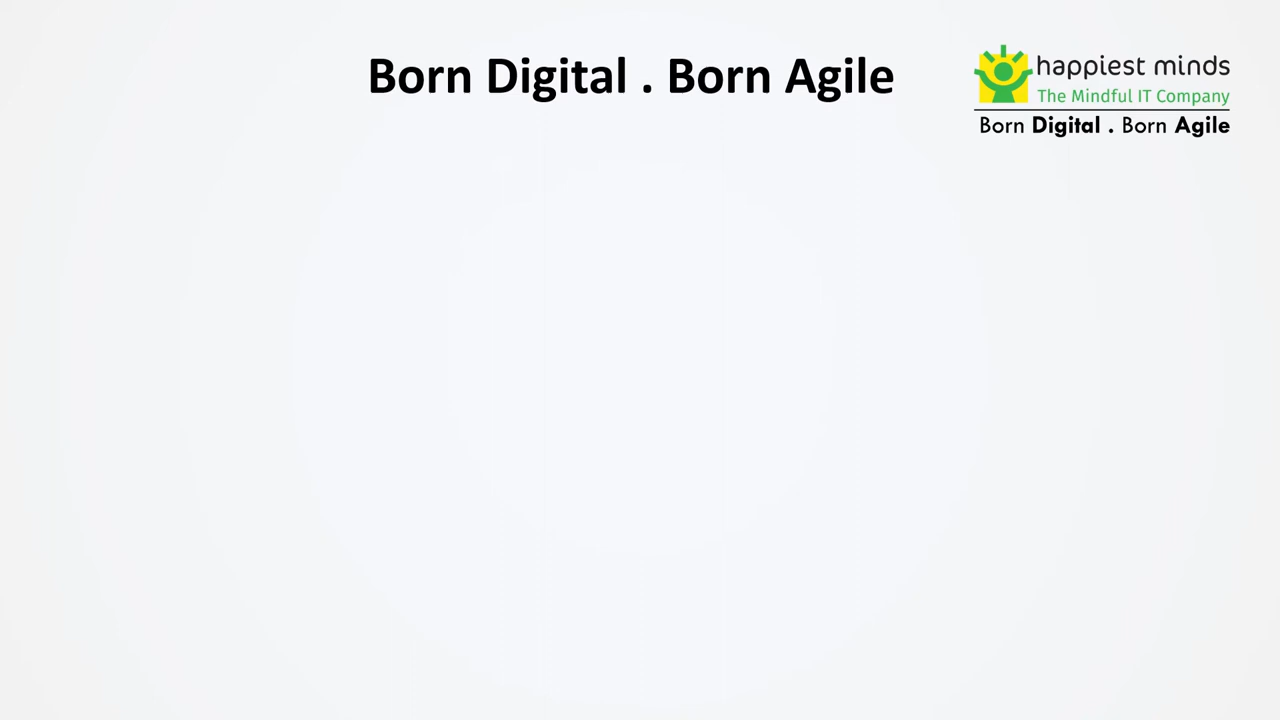 Born Digital . Born Agile
happiest minds
The Mindful IT Company
Born Digital . Born Agile